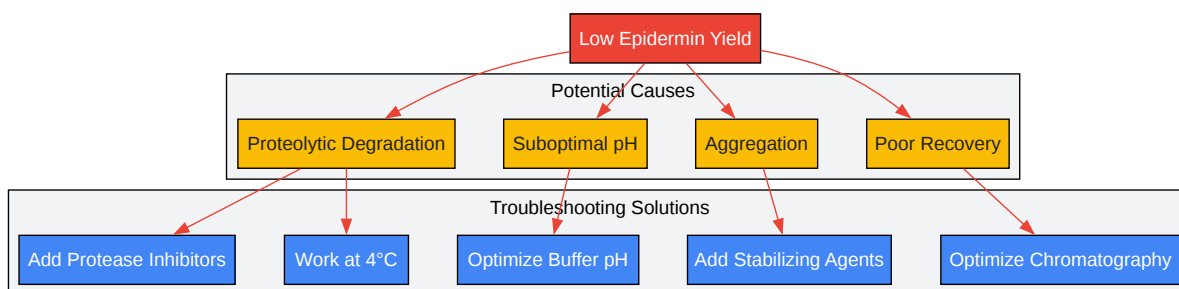 Low Epidermin Yield
Potential Causes
Proteolytic Degradation
Suboptimal pH
Aggregation
Poor Recovery
Troubleshooting Solutions
Add Protease Inhibitors
Work at 4°C
Optimize Buffer pH
Add Stabilizing Agents
Optimize Chromatography